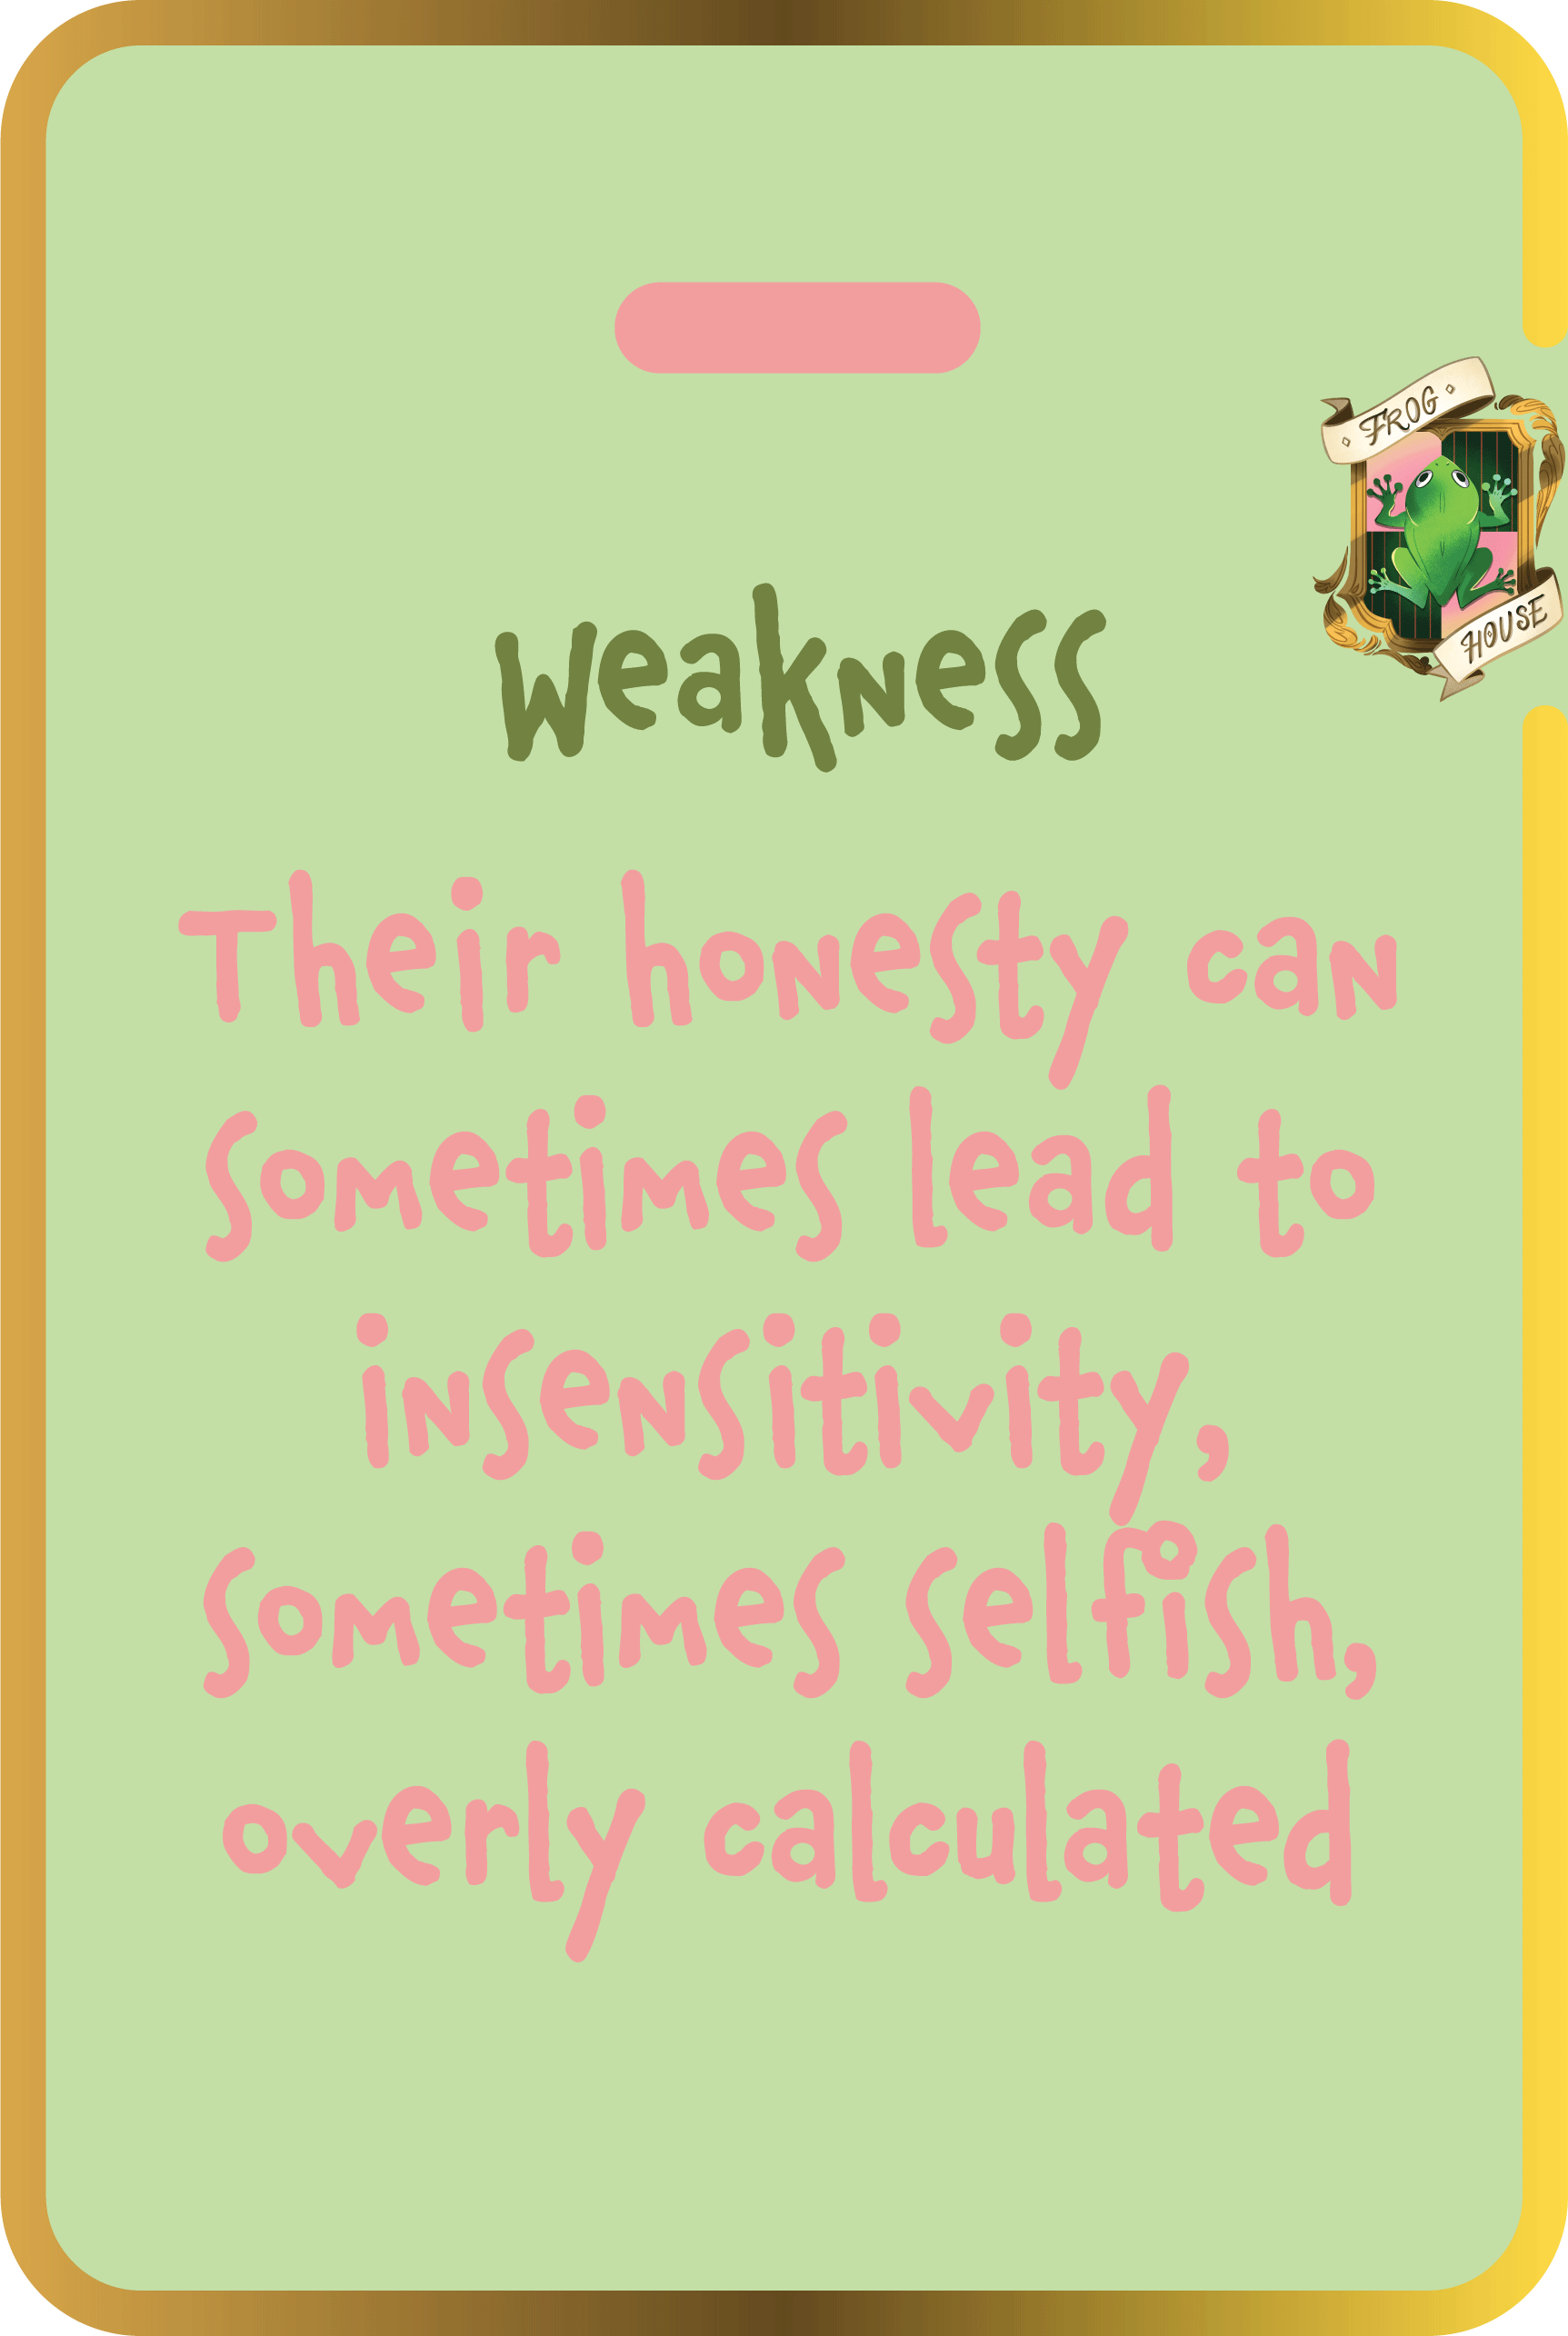 FROG
HOUSE
weakness
Their honesty can
sometimes lead to
insensitivity,
sometimes selfish,
overly calculated